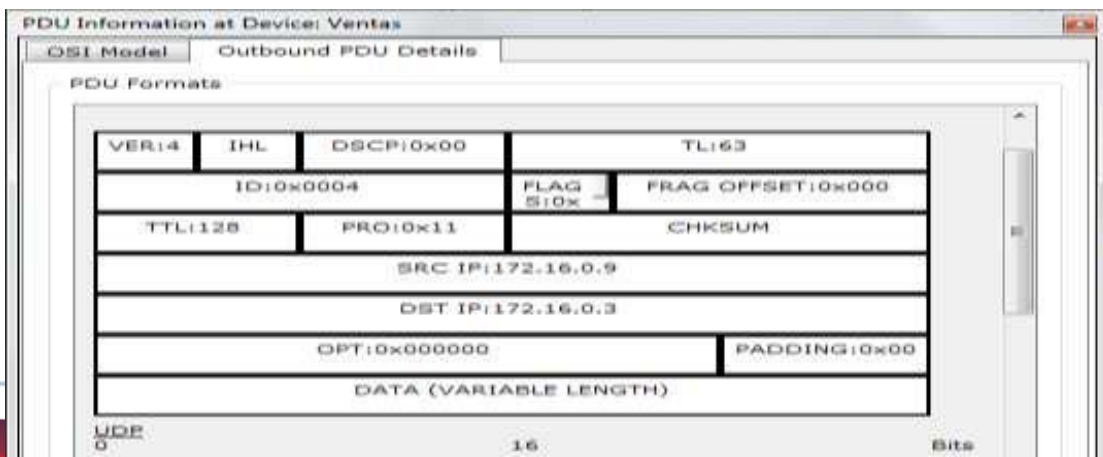 PDU Information at Device: Ventas
OSI Model Outbound PDU Details
PDU Formats
VER:4 IHL DSCP:0x00 TL:63
ID:0x0004 FLAG S:0x FRAG OFFSET:0x000
TTL:128 PRO:0x11 CHKSUM
SRC IP:172.16.0.9
DST IP:172.16.0.3
OPT:0x000000 PADDING:0x00
DATA (VARIABLE LENGTH)
UDP
0 16 Bits